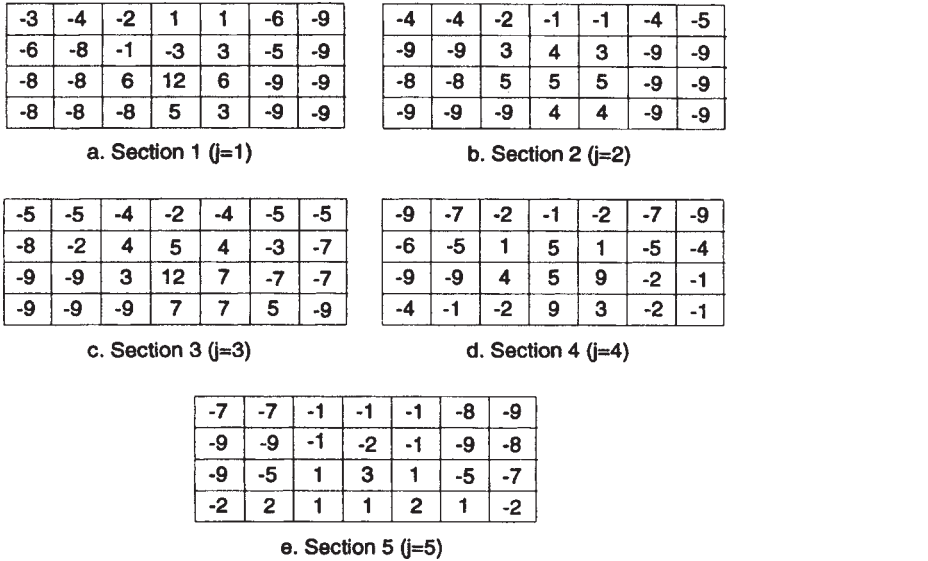 -3 -4 -2 1 1 -6 -9
-6 -8 -1 -3 3 -5 -9
-8 -8 6 12 6 -9 -9
-8 -8 -8 5 3 -9 -9
a. Section 1 (j=1)
-4 -4 -2 -1 -1 -4 -5
-9 -9 3 4 3 -9 -9
-8 -8 5 5 5 -9 -9
-9 -9 -9 4 4 -9 -9
b. Section 2 (j=2)
-5 -5 -4 -2 -4 -5 -5
-8 -2 4 5 4 -3 -7
-9 -9 3 12 7 -7 -7
-9 -9 -9 7 7 5 -9
c. Section 3 (j=3)
-9 -7 -2 -1 -2 -7 -9
-6 -5 1 5 1 -5 -4
-9 -9 4 5 9 -2 -1
-4 -1 -2 9 3 -2 -1
d. Section 4 (j=4)
-7 -7 -1 -1 -1 -8 -9
-9 -9 -1 -2 -1 -9 -8
-9 -5 1 3 1 -5 -7
-2 2 1 1 2 1 -2
e. Section 5 (j=5)